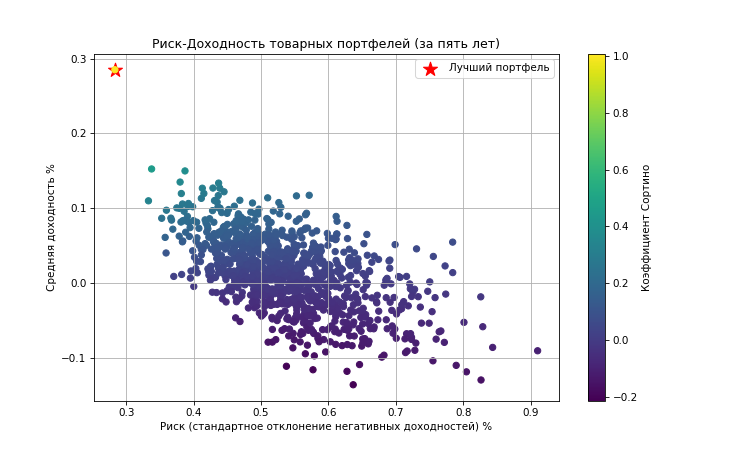 Риск-Доходность товарных портфелей (за пять лет)
Лучший портфель
Средняя доходность %
0.3
0.2
0.1
0.0
−0.1
0.3 0.4 0.5 0.6 0.7 0.8 0.9
Риск (стандартное отклонение негативных доходностей) %
1.0
0.8
0.6
0.4
0.2
0.0
−0.2
Коэффициент Сортино